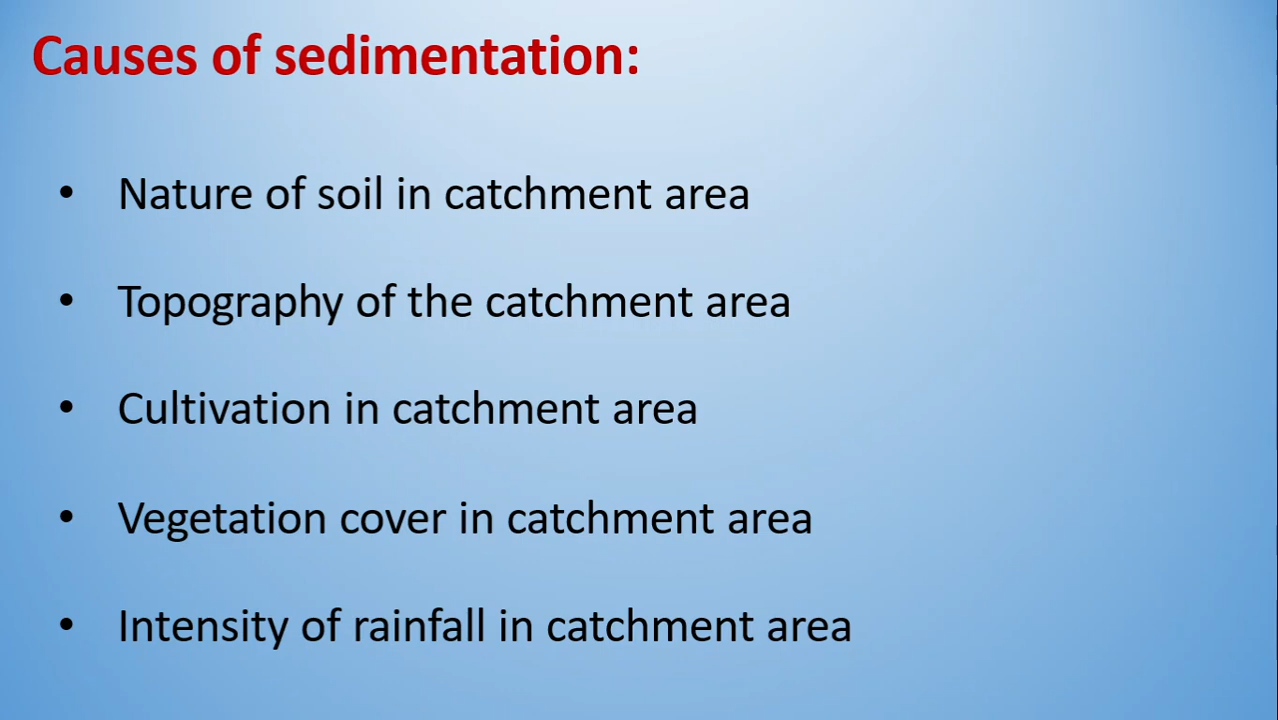 Causes of sedimentation:
• Nature of soil in catchment area
• Topography of the catchment area
• Cultivation in catchment area
• Vegetation cover in catchment area
• Intensity of rainfall in catchment area